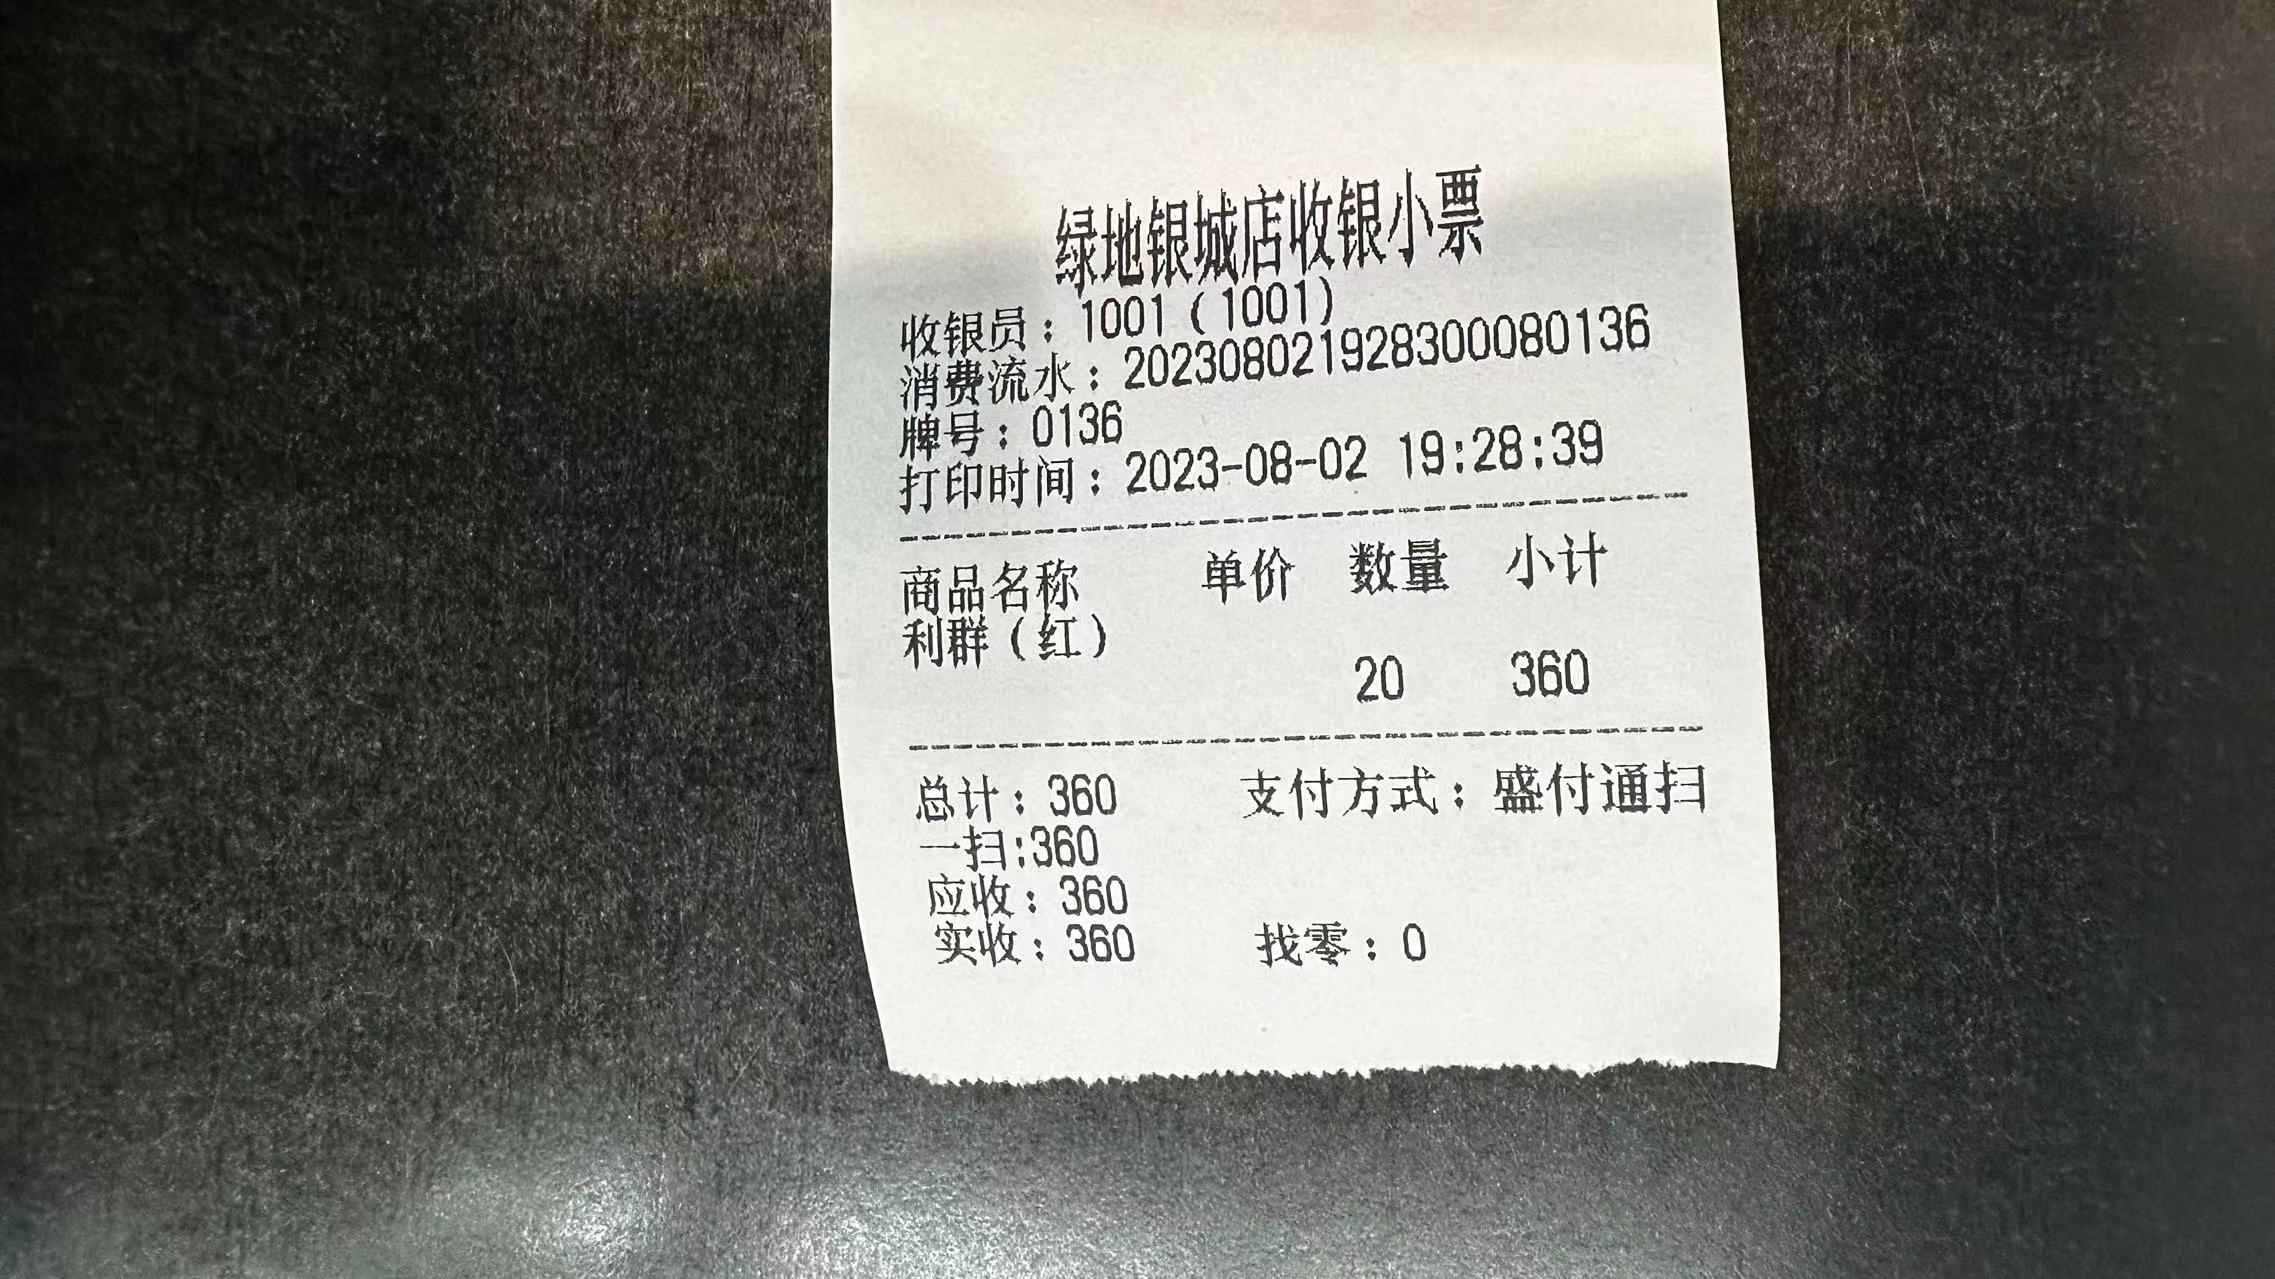 绿地银城店收银小票
收银员：1001（1001）
消费流水：20230802192830008​0136
牌号：0136
打印时间：2023-08-02 19:28:39
商品名称 单价 数量 小计
利群（红）
20 360
总计：360 支付方式：盛付通扫
一扫:360
应收：360
实收：360 找零：0